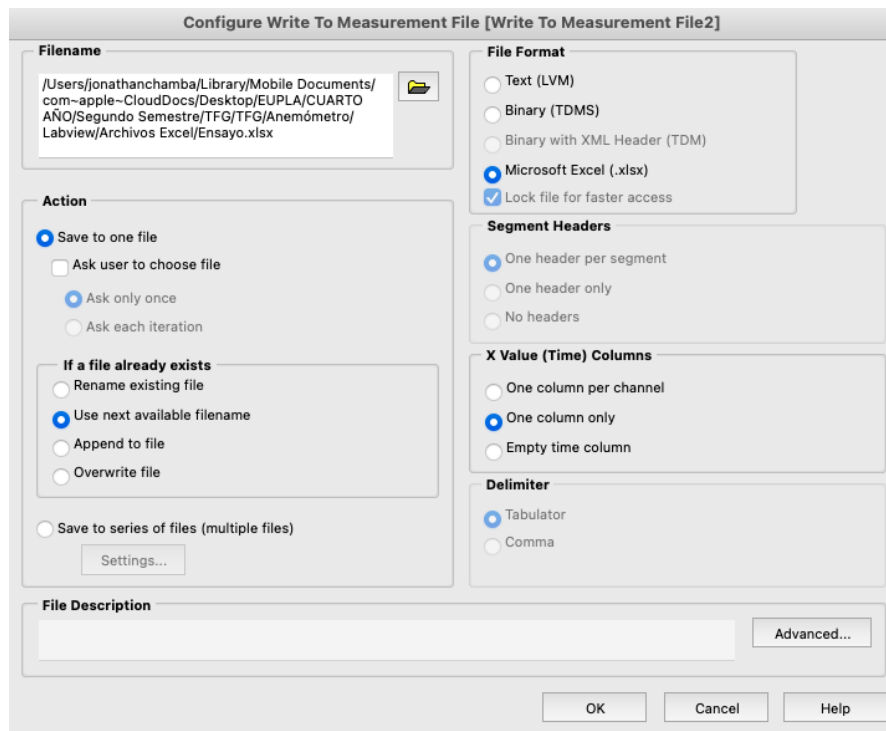 Configure Write To Measurement File [Write To Measurement File2]
Filename
/Users/jonathanchamba/Library/Mobile Documents/
com~apple~CloudDocs/Desktop/EUPLA/CUARTO
AÑO/Segundo Semestre/TFG/TFG/Anemómetro/
Labview/Archivos Excel/Ensayo.xlsx
Action
Save to one file
Ask user to choose file
Ask only once
Ask each iteration
If a file already exists
Rename existing file
Use next available filename
Append to file
Overwrite file
Save to series of files (multiple files)
Settings...
File Format
Text (LVM)
Binary (TDMS)
Binary with XML Header (TDM)
Microsoft Excel (.xlsx)
Lock file for faster access
Segment Headers
One header per segment
One header only
No headers
X Value (Time) Columns
One column per channel
One column only
Empty time column
Delimiter
Tabulator
Comma
File Description
Advanced...
OK
Cancel
Help